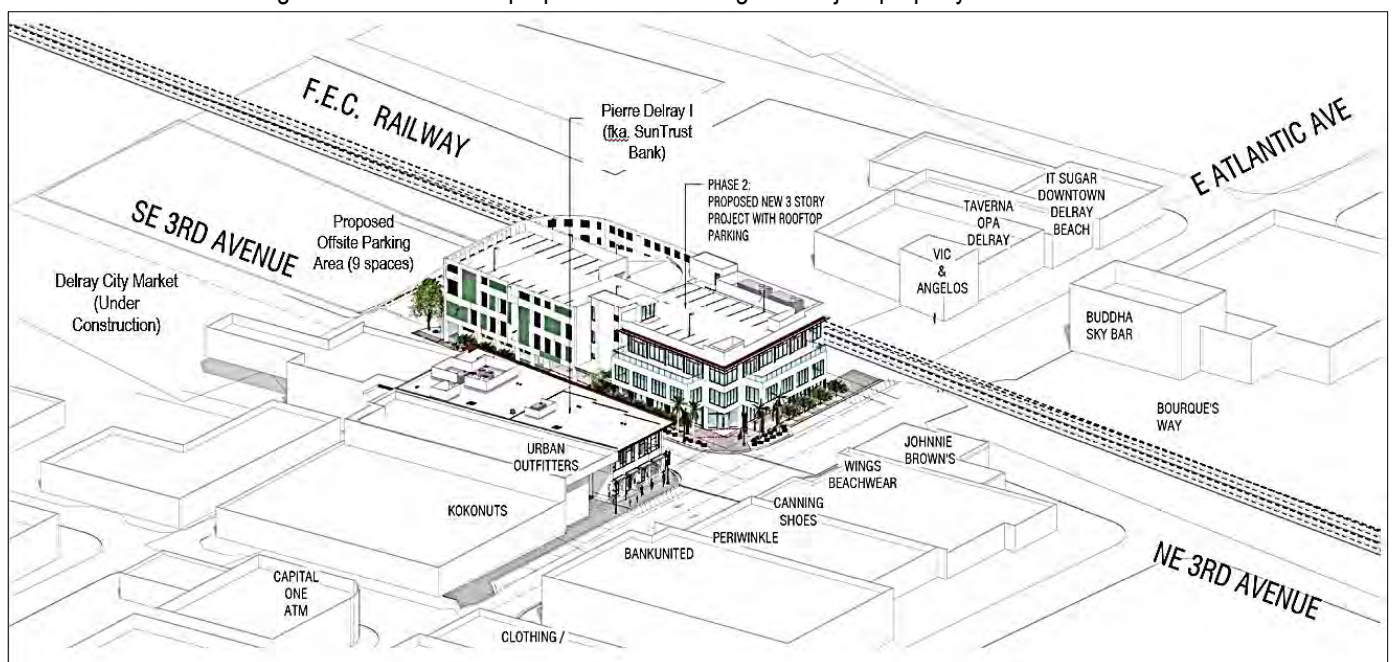 F.E.C. RAILWAY
Pierre Delray I
(fka. SunTrust
Bank)
E ATLANTIC AVE
SE 3RD AVENUE
Proposed
Offsite Parking
Area (9 spaces)
PHASE 2:
PROPOSED NEW 3 STORY
PROJECT WITH ROOFTOP
PARKING
IT SUGAR
DOWNTOWN
DELRAY
BEACH
TAVERNA
OPA
DELRAY
VIC
&
ANGELOS
Delray City Market
(Under
Construction)
BUDDHA
SKY BAR
BOURQUE'S
WAY
JOHNNIE
BROWN'S
URBAN
OUTFITTERS
WINGS
BEACHWEAR
KOKONUTS
CANNING
SHOES
PERIWINKLE
BANKUNITED
NE 3RD AVENUE
CAPITAL
ONE
ATM
CLOTHING /